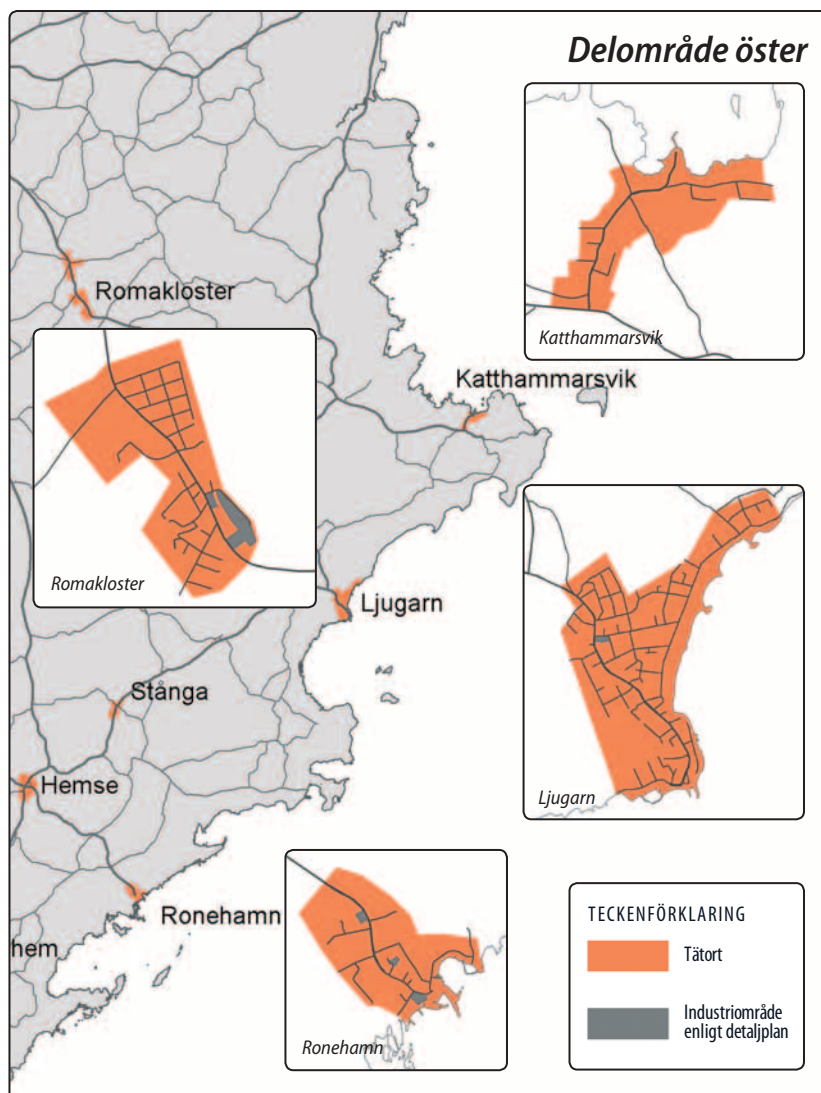 Delområde öster
Katthammarsvik
Romakloster
Katthammarsvik
Romakloster
Ljugarn
Stånga
Hemse
Ljugarn
Ronehamn
hem
Ronehamn
TECKENFÖRKLARING
Tätort
Industriområde
enligt detaljplan